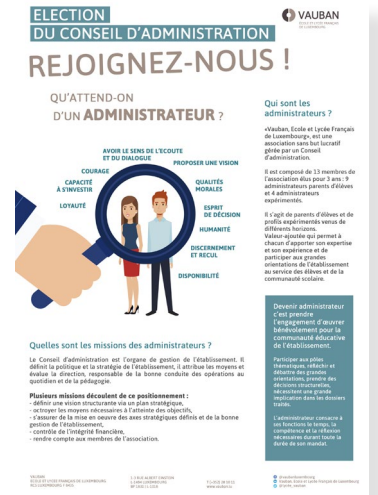 ELECTION
DU CONSEIL D'ADMINISTRATION
VAUBAN
ECOLE ET LYCÉE FRANÇAIS
DE LUXEMBOURG
REJOIGNEZ-NOUS !
QU'ATTEND-ON
D'UN ADMINISTRATEUR ?
AVOIR LE SENS DE L'ECOUTE
ET DU DIALOGUE
PROPOSER UNE VISION
COURAGE
CAPACITÉ
À S'INVESTIR
QUALITÉS
MORALES
LOYAUTÉ
ESPRIT
DE DÉCISION
HUMANITÉ
DISCERNEMENT
ET RECUL
DISPONIBILITÉ
Qui sont les
administrateurs ?
«Vauban, Ecole et Lycée Français
de Luxembourg», est une
association sans but lucratif
gérée par un Conseil
d'administration.
Il est composé de 13 membres de
l'association élus pour 3 ans : 9
administrateurs parents d'élèves
et 4 administrateurs
expérimentés.
Il s'agit de parents d'élèves et de
profils expérimentés venus de
différents horizons.
Valeur-ajoutée qui permet à
chacun d'apporter son expertise
et son expérience et de
participer aux grandes
orientations de l'établissement
au service des élèves et de la
communauté scolaire.
Devenir administrateur
c'est prendre
l'engagement d'œuvrer
bénévolement pour la
communauté éducative
de l'établissement.
Participer aux pôles
thématiques, réfléchir et
débattre des grandes
orientations, prendre des
décisions structurelles,
nécessitent une grande
implication dans les dossiers
traités.
L'administrateur consacre à
ses fonctions le temps, la
compétence et la réflexion
nécessaires durant toute la
durée de son mandat.
Quelles sont les missions des administrateurs ?
Le Conseil d'administration est l'organe de gestion de l'établissement. Il
définit la politique et la stratégie de l'établissement, il attribue les moyens et
évalue la direction, responsable de la bonne conduite des opérations au
quotidien et de la pédagogie.
Plusieurs missions découlent de ce positionnement :
- définir une vision structurante via un plan stratégique,
- octroyer les moyens nécessaires à l'atteinte des objectifs,
- s'assurer de la mise en oeuvre des axes stratégiques définis et de la bonne
gestion de l'établissement,
- contrôle de l'intégrité financière,
- rendre compte aux membres de l'association.
VAUBAN
ECOLE ET LYCÉE FRANÇAIS DE LUXEMBOURG